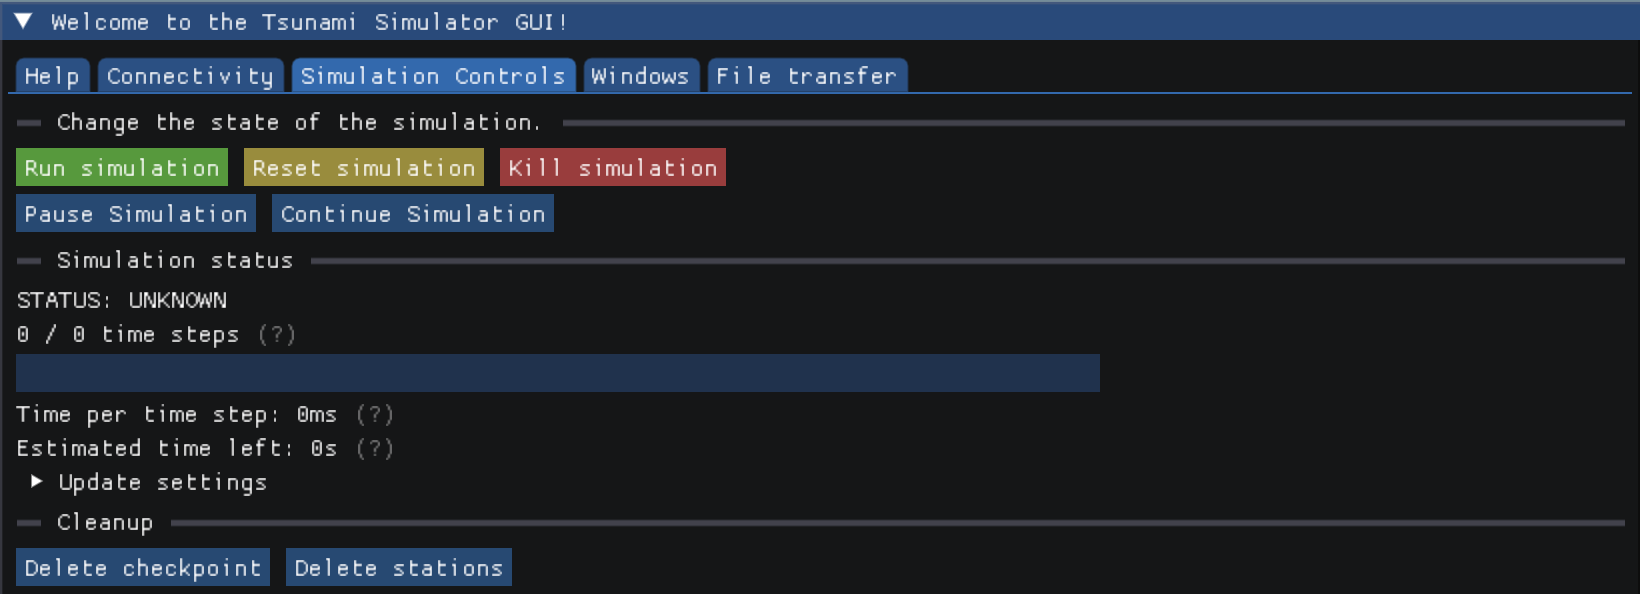 Welcome to the Tsunami Simulator GUI!
Help Connectivity Simulation Controls Windows File transfer
Change the state of the simulation.
Run simulation Reset simulation Kill simulation
Pause Simulation Continue Simulation
Simulation status
STATUS: UNKNOWN
0 / 0 time steps (?)
Time per time step: 0ms (?)
Estimated time left: 0s (?)
Update settings
Cleanup
Delete checkpoint Delete stations